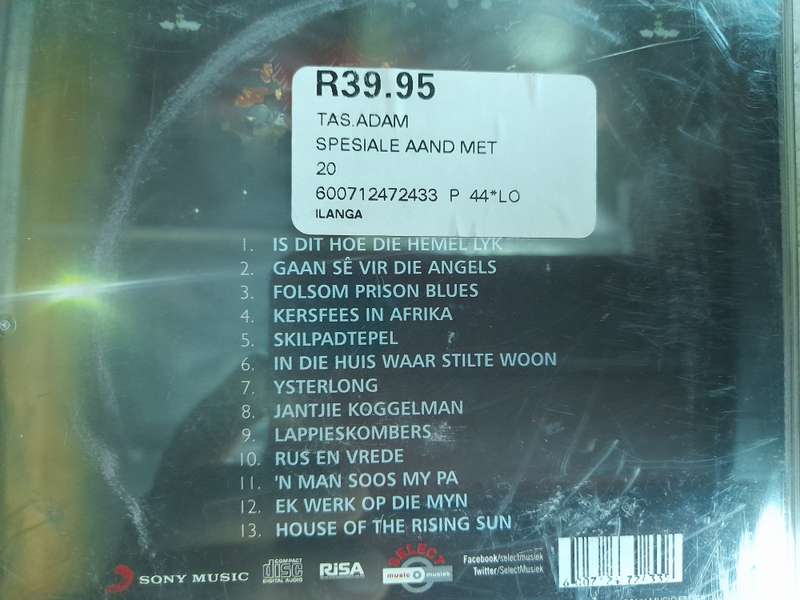 R39.95
TAS.ADAM
SPESIALE AAND MET
20
600712472433 P 44*LO
ILANGA
1. IS DIT HOE DIE HEMEL LYK
2. GAAN SÊ VIR DIE ANGELS
3. FOLSOM PRISON BLUES
4. KERSFEES IN AFRIKA
5. SKILPADTEPEL
6. IN DIE HUIS WAAR STILTE WOON
7. YSTERLONG
8. JANTJIE KOGGELMAN
9. LAPPIESKOMBERS
10. RUS EN VREDE
11. 'N MAN SOOS MY PA
12. EK WERK OP DIE MYN
13. HOUSE OF THE RISING SUN
SONY MUSIC
COMPACT
disc
DIGITAL AUDIO
RiSA
SELECT
music musiek
Facebook/selectmusiek
Twitter/SelectMusiek